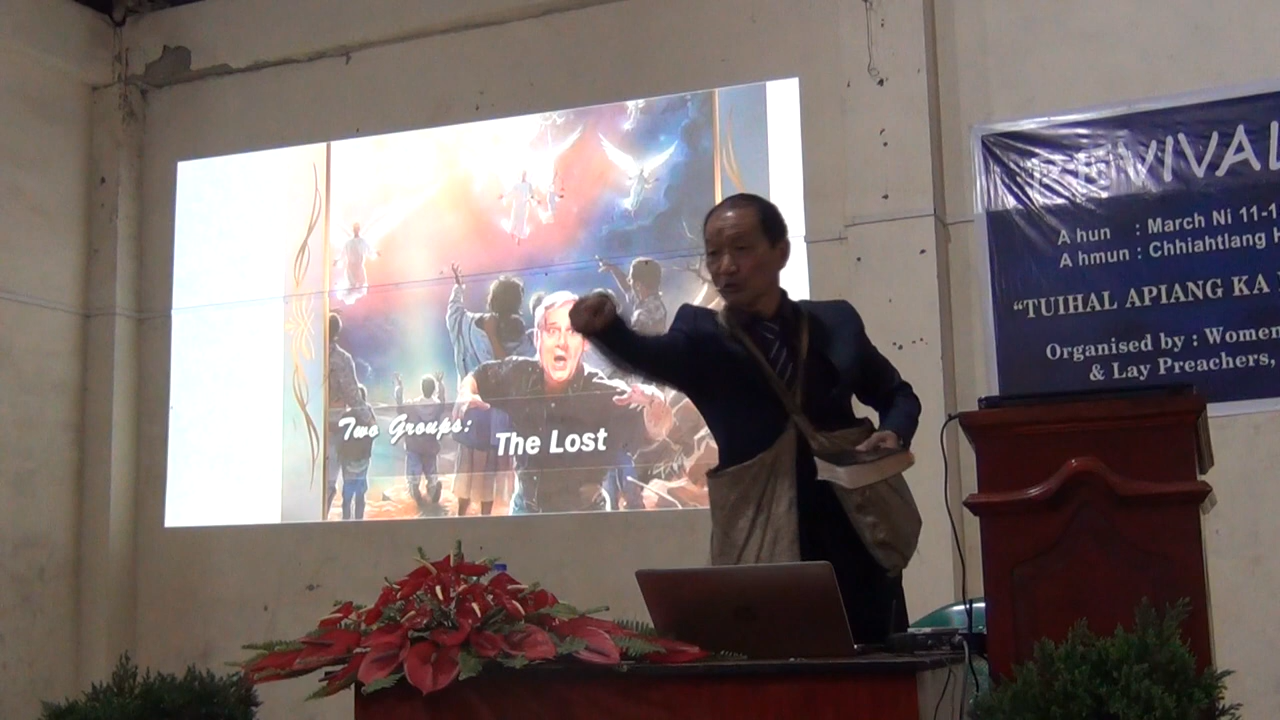 Two Groups:
The Lost
REVIVAL
A hun : March Ni 11-1
A hmun : Chhiahtlang H
“TUIHAL APIANG KA
Organised by : Women
& Lay Preachers,